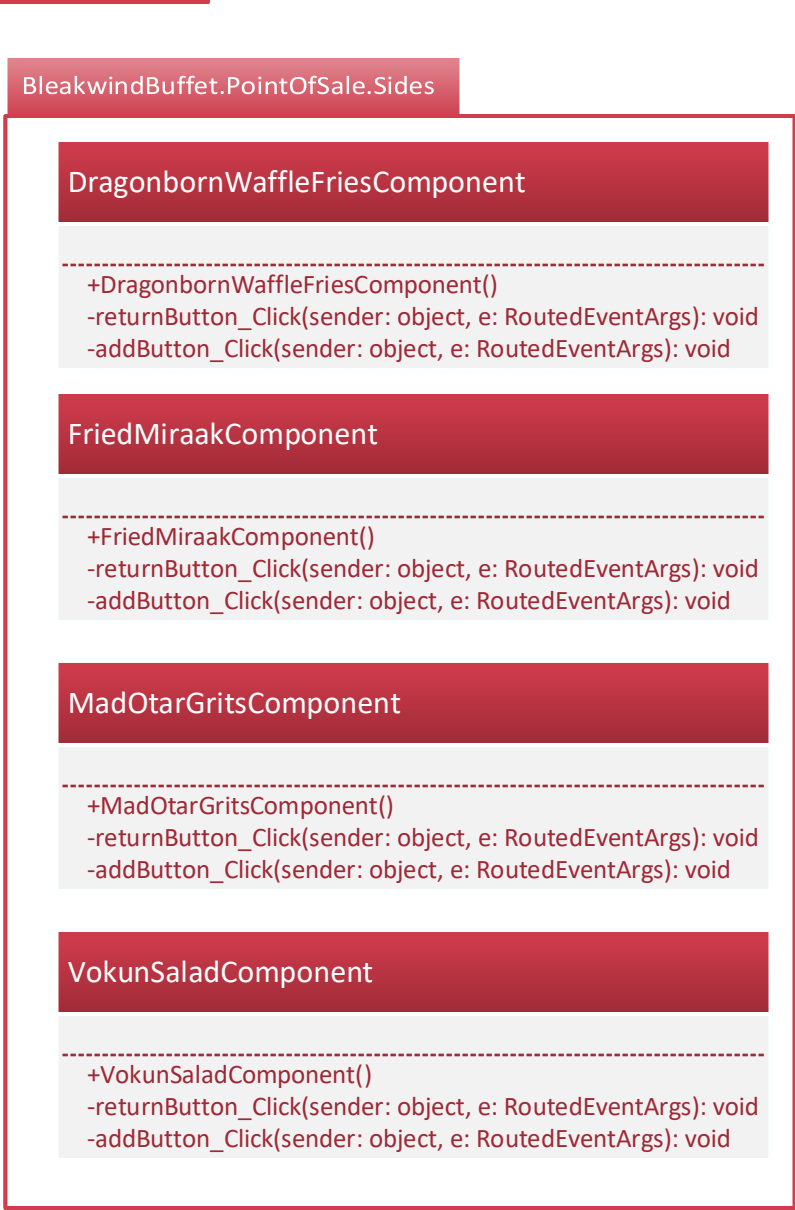 BleakwindBuffet.PointOfSale.Sides
DragonbornWaffleFriesComponent
+DragonbornWaffleFriesComponent()
-returnButton_Click(sender: object, e: RoutedEventArgs): void
-addButton_Click(sender: object, e: RoutedEventArgs): void
FriedMiraakComponent
+FriedMiraakComponent()
-returnButton_Click(sender: object, e: RoutedEventArgs): void
-addButton_Click(sender: object, e: RoutedEventArgs): void
MadOtarGritsComponent
+MadOtarGritsComponent()
-returnButton_Click(sender: object, e: RoutedEventArgs): void
-addButton_Click(sender: object, e: RoutedEventArgs): void
VokunSaladComponent
+VokunSaladComponent()
-returnButton_Click(sender: object, e: RoutedEventArgs): void
-addButton_Click(sender: object, e: RoutedEventArgs): void